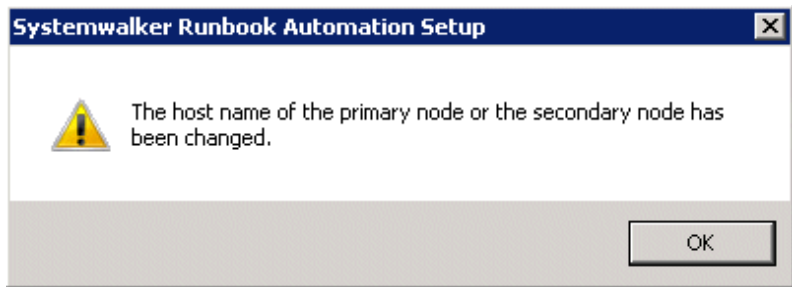 Systemwalker Runbook Automation Setup
The host name of the primary node or the secondary node has
been changed.
OK